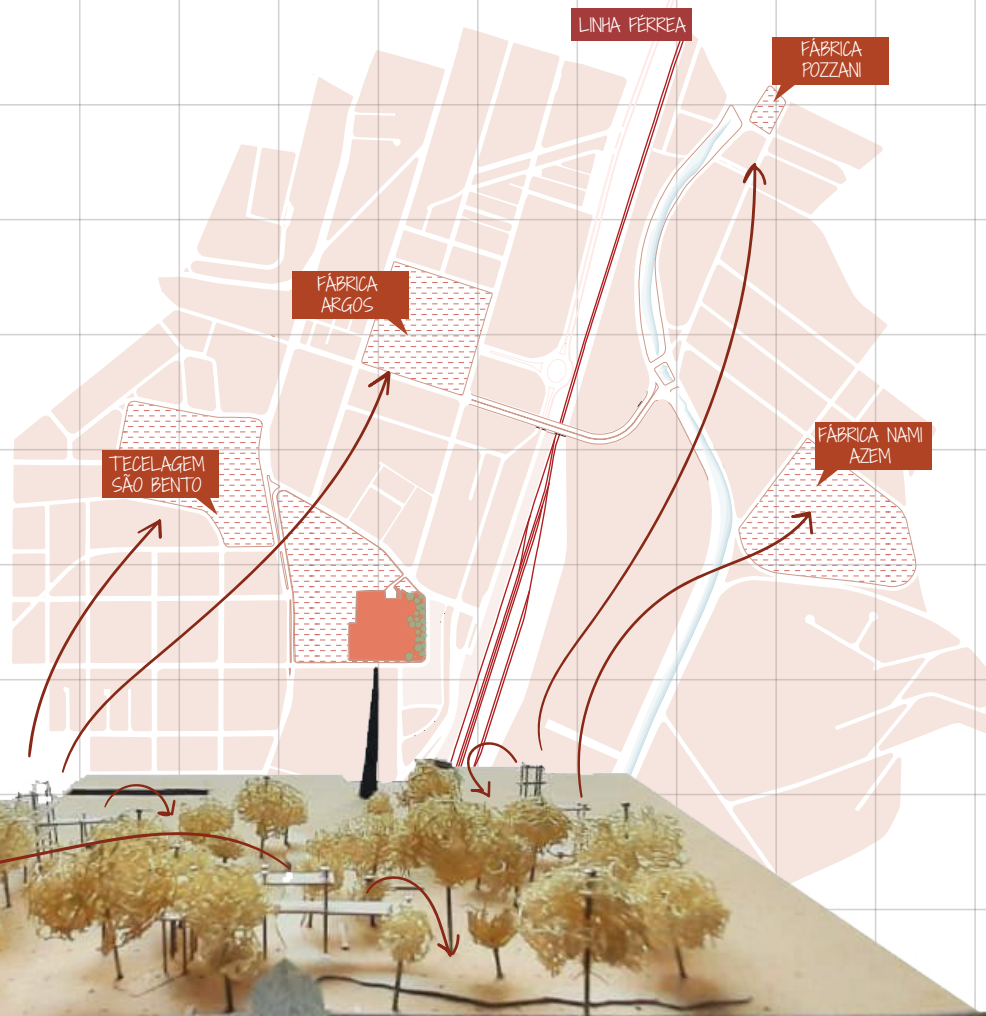 LINHA FÉRREA
FÁBRICA
POZZANI
FÁBRICA
ARGOS
FÁBRICA NAMI
AZEM
TECELAGEM
SÃO BENTO